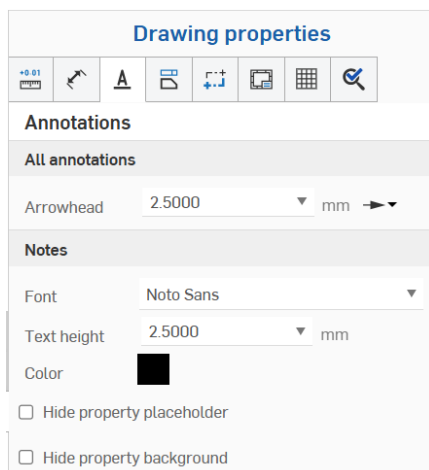 Drawing properties
+0.01
A
Annotations
All annotations
Arrowhead 2.5000 mm
Notes
Font Noto Sans
Text height 2.5000 mm
Color
Hide property placeholder
Hide property background